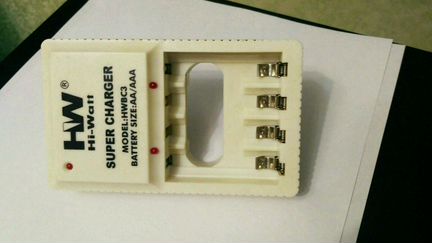 HW®
Hi-Watt
SUPER CHARGER
MODEL:HWBC3
BATTERY SIZE:AA/AAA